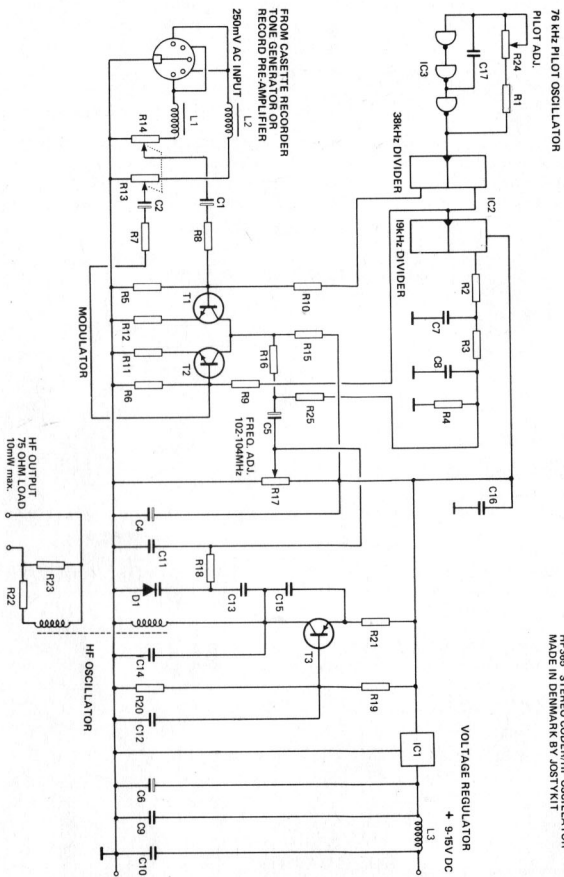 76 kHz PILOT OSCILLATOR
PILOT ADJ.
R24
R1
C17
IC3
38kHz DIVIDER
IC2
19kHz DIVIDER
R2
C7
R3
C8
R4
C16
STEREO CODER/HF OSCILLATOR
MADE IN DENMARK BY JOSTYKIT
FROM CASETTE RECORDER
TONE GENERATOR OR
RECORD PRE-AMPLIFIER
250mV AC INPUT
L2
L1
R14
R13
C1
C2
R8
R7
R10
R5
T1
R12
R11
T2
R6
R9
R15
R16
R25
C5
MODULATOR
FREQ. ADJ.
102-104MHz
R17
C4
C11
R18
D1
C13
C15
C14
T3
R21
R20
R19
C12
HF OSCILLATOR
IC1
VOLTAGE REGULATOR
+ 9-15V DC
L3
C6
C9
C10
HF OUTPUT
75 OHM LOAD
10mW max.
R23
R22